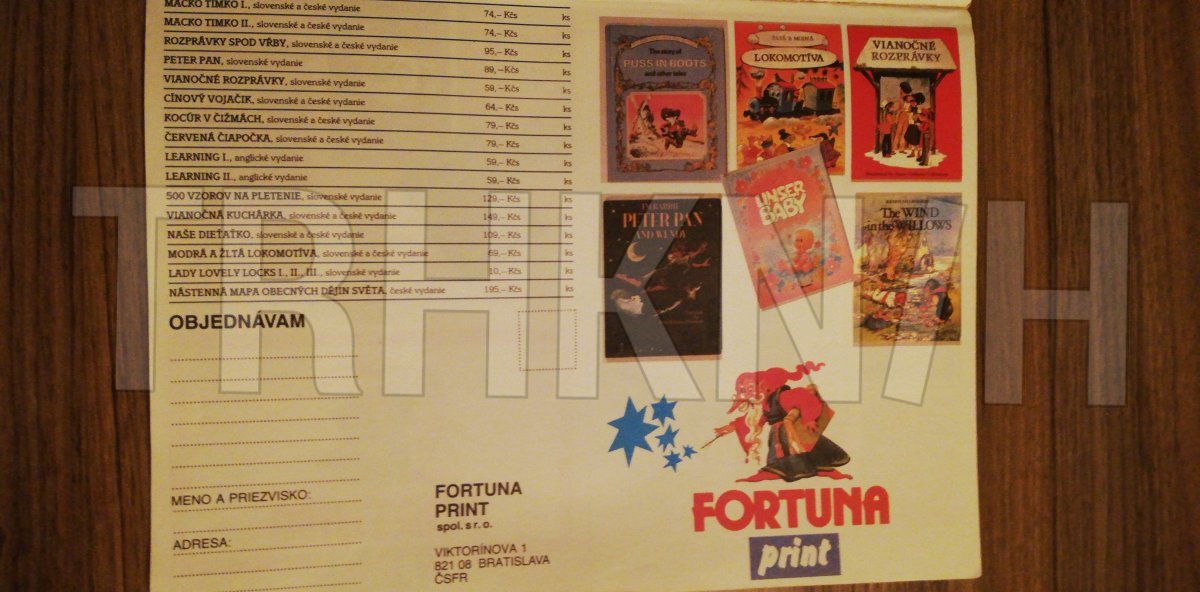 MACKO TIMKO I., slovenské a české vydanie 74,– Kčs ks
MACKO TIMKO II., slovenské a české vydanie 74,– Kčs ks
ROZPRÁVKY SPOD VŔBY, slovenské a české vydanie 95,– Kčs ks
PETER PAN, slovenské vydanie 89,– Kčs ks
VIANOČNÉ ROZPRÁVKY, slovenské a české vydanie 59,– Kčs ks
CÍNOVÝ VOJAČIK, slovenské a české vydanie 64,– Kčs ks
KOCÚR V ČIŽMÁCH, slovenské a české vydanie 79,– Kčs ks
ČERVENÁ ČIAPOČKA, slovenské a české vydanie 79,– Kčs ks
LEARNING I., anglické vydanie 59,– Kčs ks
LEARNING II., anglické vydanie 59,– Kčs ks
500 VZOROV NA PLETENIE, slovenské vydanie 129,– Kčs ks
VIANOČNÁ KUCHÁRKA, slovenské a české vydanie 149,– Kčs ks
NAŠE DIEŤATKO, slovenské a české vydanie 109,– Kčs ks
MODRÁ A ŽLTÁ LOKOMOTÍVA, slovenské a české vydanie 69,– Kčs ks
LADY LOVELY LOCKS I., II., III., slovenské vydanie 10,– Kčs ks
NÁSTENNÁ MAPA OBECNÝCH DĚJIN SVĚTA, české vydanie 195,– Kčs ks
OBJEDNÁVAM
MENO A PRIEZVISKO:
ADRESA:
FORTUNA
PRINT
spol. s r. o.
VIKTORÍNOVA 1
821 08 BRATISLAVA
ČSFR
The story of
PUSS IN BOOTS
and other tales
ŽLTÁ A MODRÁ
LOKOMOTÍVA
VIANOČNÉ
ROZPRÁVKY
PETER PAN
AND WENDY
UNSER
BABY
The WIND
in the WILLOWS
FORTUNA
print
TRHKNIH